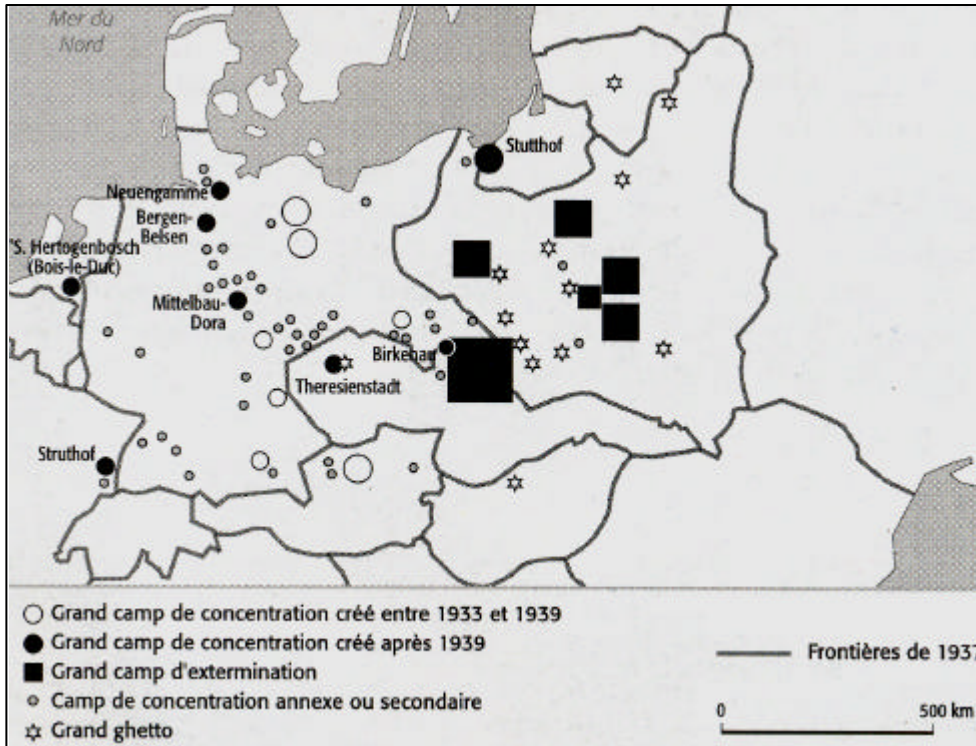 Mer du
Nord
Stutthof
Neuengamme
Bergen-
Belsen
'S. Hertogenbosch
(Bois-le-Duc)
Mittelbau-
Dora
Birkenau
Theresienstadt
Struthof
Grand camp de concentration créé entre 1933 et 1939
Grand camp de concentration créé après 1939
Grand camp d'extermination
Camp de concentration annexe ou secondaire
Grand ghetto
Frontières de 1937
0 500 km